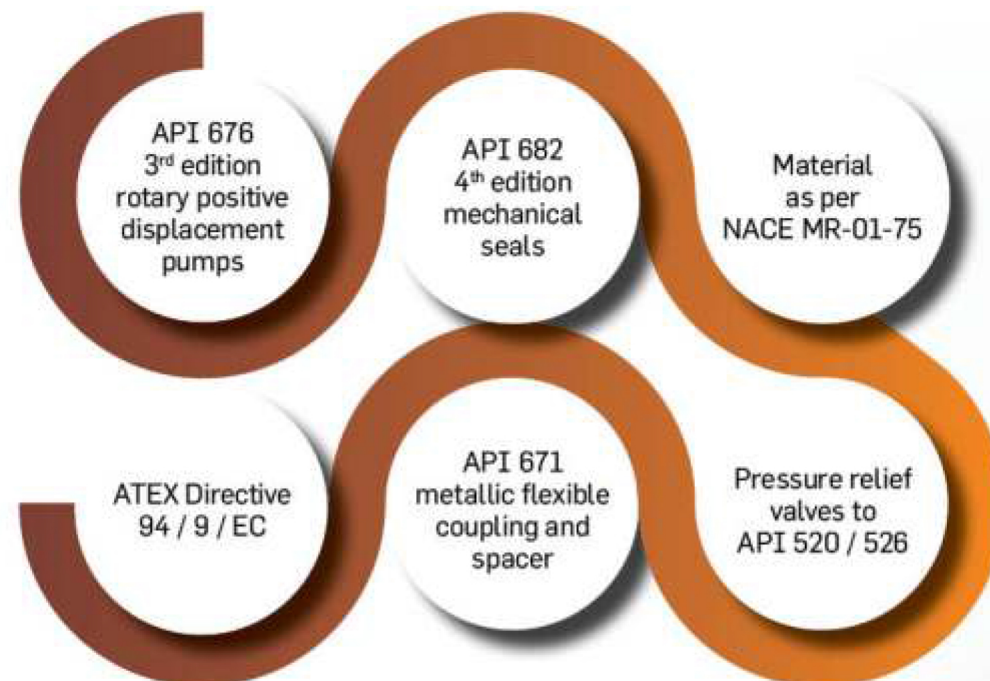 API 676
3rd edition
rotary positive
displacement
pumps
API 682
4th edition
mechanical
seals
Material
as per
NACE MR-01-75
ATEX Directive
94 / 9 / EC
API 671
metallic flexible
coupling and
spacer
Pressure relief
valves to
API 520 / 526